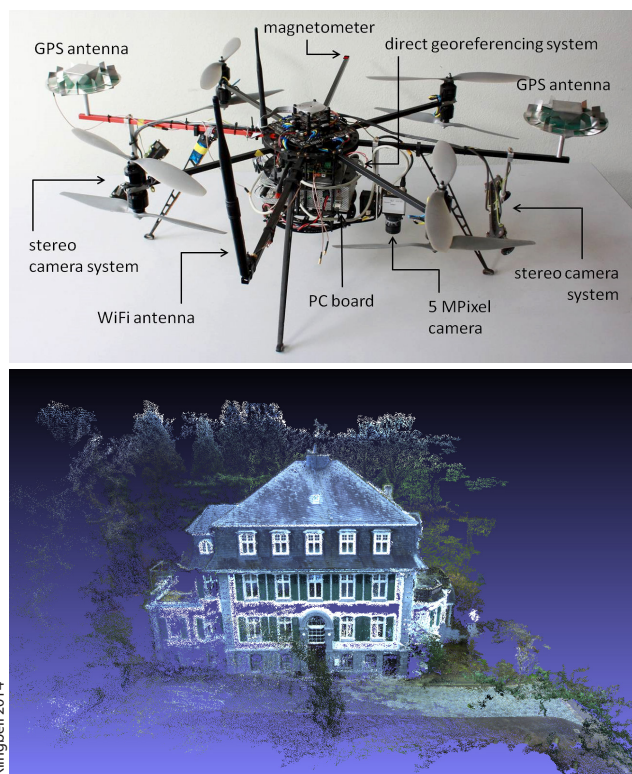 magnetometer
GPS antenna
direct georeferencing system
GPS antenna
stereo
camera system
WiFi antenna
PC board
5 MPixel
camera
stereo camera
system
2014